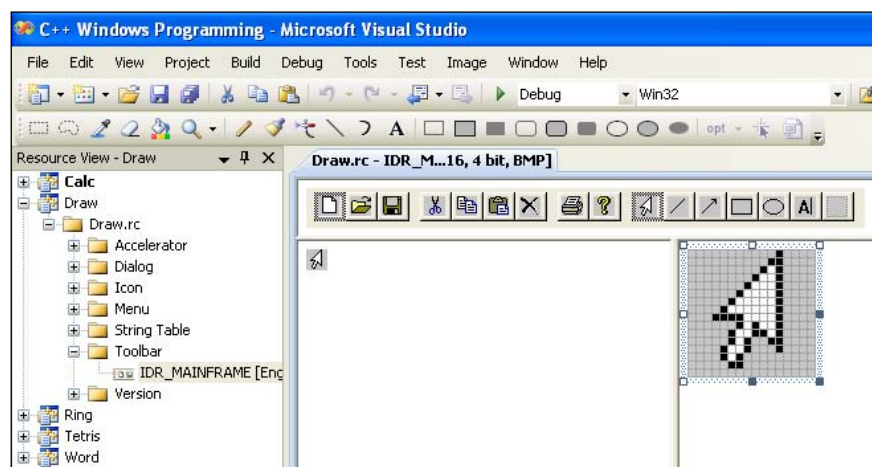 C++ Windows Programming - Microsoft Visual Studio
File Edit View Project Build Debug Tools Test Image Window Help
Debug Win32
A opt
Resource View - Draw
Draw.rc - IDR_M...16, 4 bit, BMP]
Calc
Draw
Draw.rc
Accelerator
Dialog
Icon
Menu
String Table
Toolbar
IDR_MAINFRAME [Eng
Version
Ring
Tetris
Word
? A